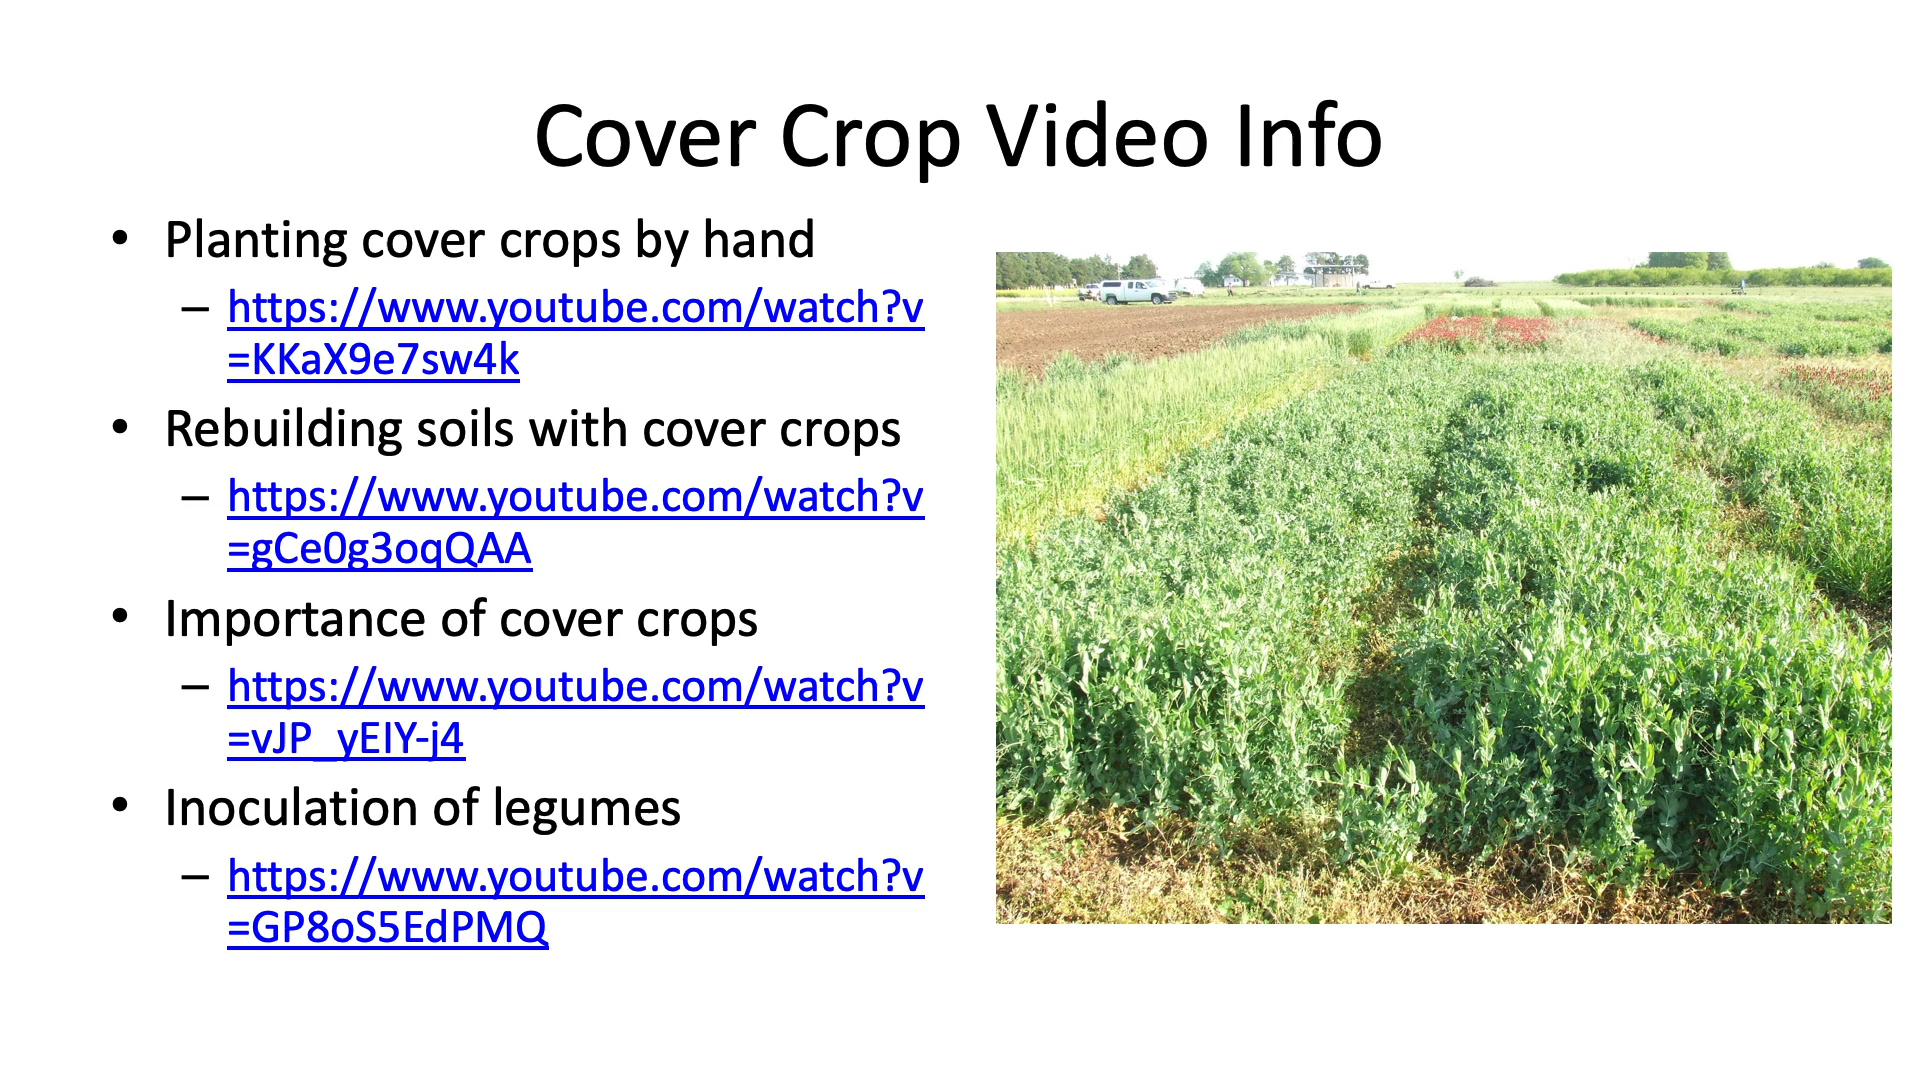 Cover Crop Video Info
• Planting cover crops by hand
– https://www.youtube.com/watch?v
=KKaX9e7sw4k
• Rebuilding soils with cover crops
– https://www.youtube.com/watch?v
=gCe0g3oqQAA
• Importance of cover crops
– https://www.youtube.com/watch?v
=vJP_yEIY-j4
• Inoculation of legumes
– https://www.youtube.com/watch?v
=GP8oS5EdPMQ